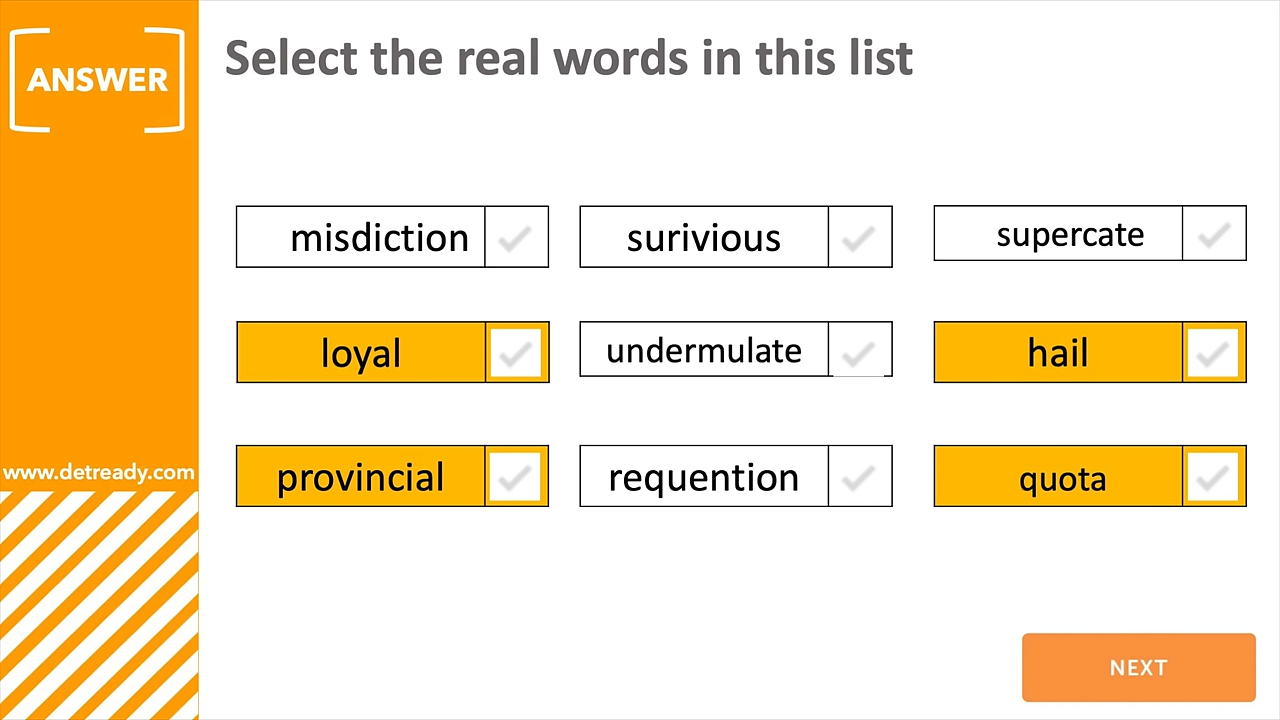 ANSWER
Select the real words in this list
misdiction
surivious
supercate
loyal
undermulate
hail
provincial
requention
quota
www.detready.com
NEXT